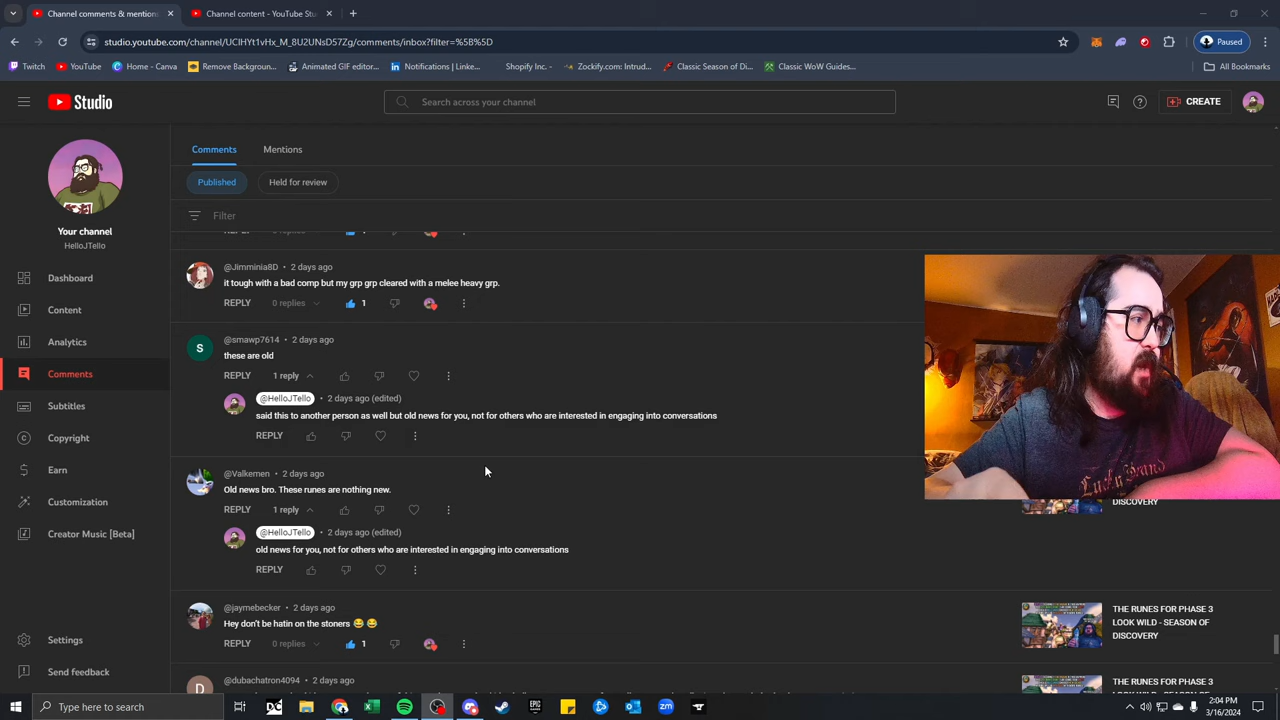 Channel comments & mention
Channel content - YouTube Stu
studio.youtube.com/channel/UCIHYt1vHx_M_8U2UNsD57Zg/comments/inbox?filter=%5B%5D
Paused
Twitch
YouTube
Home - Canva
Remove Backgroun...
Animated GIF editor...
Notifications | Linke...
Shopify Inc. -
Zockify.com: Intrud...
Classic Season of Di...
Classic WoW Guides...
All Bookmarks
Studio
Search across your channel
CREATE
Your channel
HelloJTello
Dashboard
Content
Analytics
Comments
Subtitles
Copyright
Earn
Customization
Creator Music [Beta]
Settings
Send feedback
Comments
Mentions
Published
Held for review
Filter
@Jimminia8D • 2 days ago
it tough with a bad comp but my grp grp cleared with a melee heavy grp.
REPLY 0 replies 1
S
@smawp7614 • 2 days ago
these are old
REPLY 1 reply
@HelloJTello • 2 days ago (edited)
said this to another person as well but old news for you, not for others who are interested in engaging into conversations
REPLY
@Valkemen • 2 days ago
Old news bro. These runes are nothing new.
REPLY 1 reply
DISCOVERY
@HelloJTello • 2 days ago (edited)
old news for you, not for others who are interested in engaging into conversations
REPLY
@jaymebecker • 2 days ago
Hey don't be hatin on the stoners 😂 😂
REPLY 0 replies 1
THE RUNES FOR PHASE 3
LOOK WILD - SEASON OF
DISCOVERY
D
@dubachatron4094 • 2 days ago
THE RUNES FOR PHASE 3
Lucky Brand
Type here to search
2:04 PM
3/16/2024